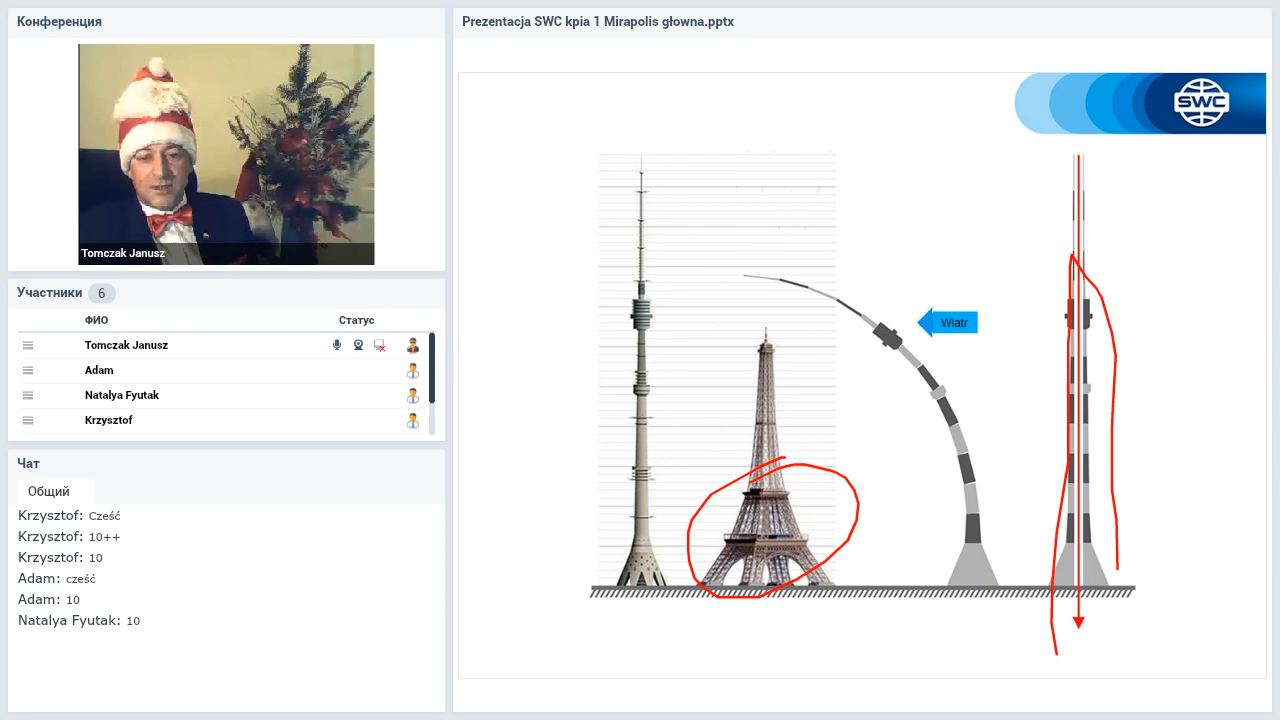 Конференция
Tomczak Janusz
Участники 6
ФИО Статус
Tomczak Janusz
Adam
Natalya Fyutak
Krzysztof
Чат
Общий
Krzysztof: Cześć
Krzysztof: 10++
Krzysztof: 10
Adam: cześć
Adam: 10
Natalya Fyutak: 10
Prezentacja SWC kpia 1 Mirapolis głowna.pptx
SWC
Wiatr